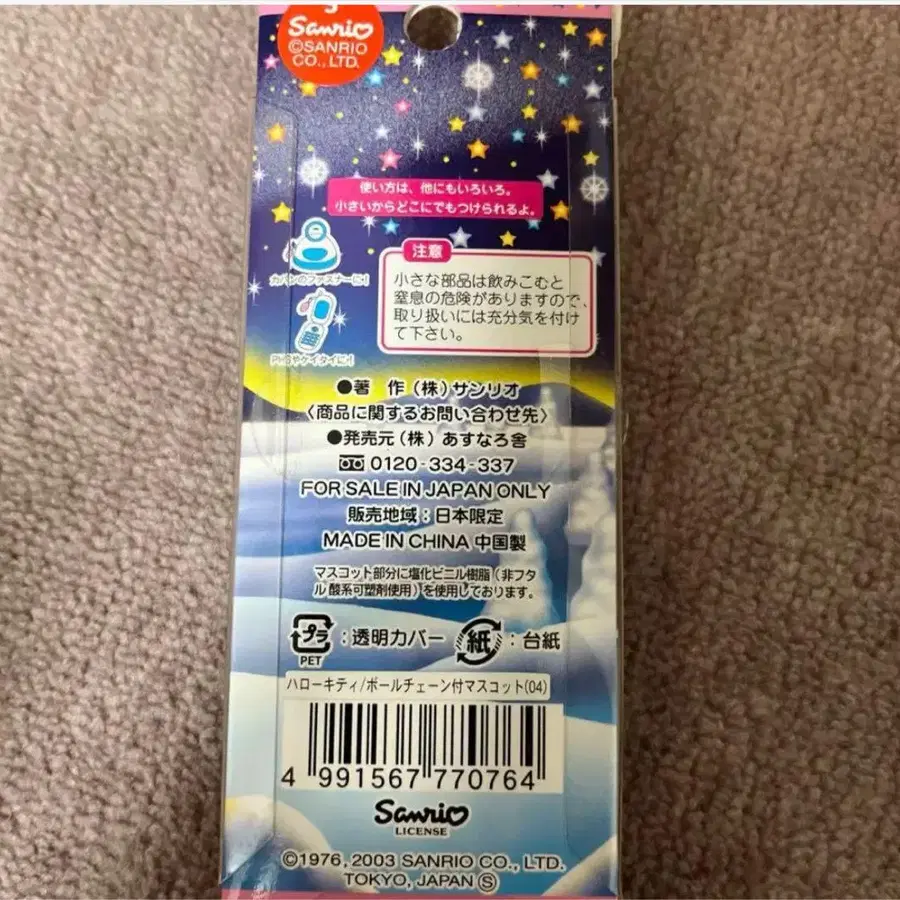 Sanrio
©SANRIO
CO.,LTD.
使い方は、他にもいろいろ。
小さいからどこにでもつけられるよ。
カバンのファスナーに!
PHSやケイタイに!
注意
小さな部品は飲みこむと
窒息の危険がありますので、
取り扱いには充分気を付け
て下さい。
●著 作(株)サンリオ
〈商品に関するお問い合わせ先〉
●発売元(株)あすなろ舎
0120-334-337
FOR SALE IN JAPAN ONLY
販売地域:日本限定
MADE IN CHINA 中国製
マスコット部分に塩化ビニル樹脂(非フタ
ル酸系可塑剤使用)を使用しております。
プラ
PET
:透明カバー
紙
:台紙
ハローキティ/ボールチェーン付マスコット(04)
4 991567 770764
Sanrio
LICENSE
©1976, 2003 SANRIO CO., LTD.
TOKYO, JAPAN Ⓢ